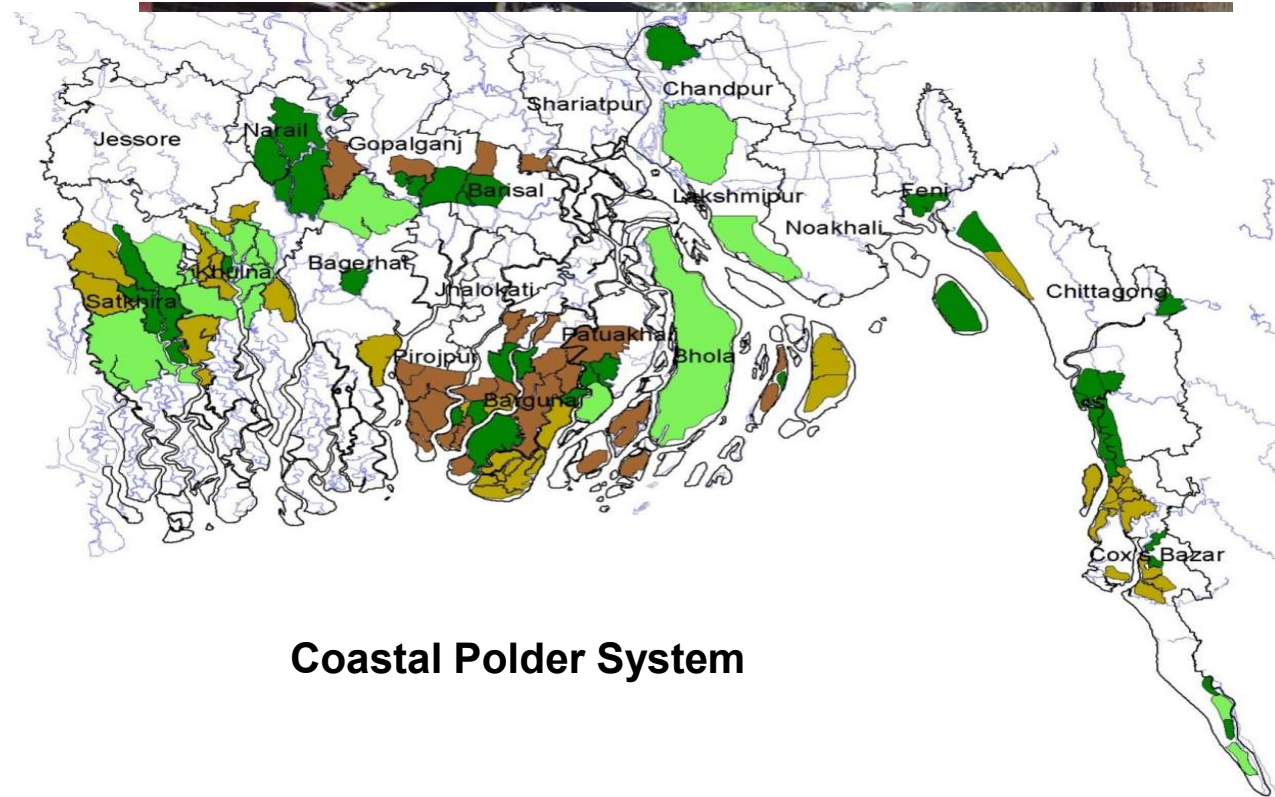 Chandpur
Shariatpur
Jessore
Narail
Gopalganj
Barisal
Lakshmipur
Feni
Noakhali
Khulna
Bagerhat
Satkhira
Jhalokati
Chittagong
Patuakhali
Pirojpur
Bhola
Barguna
Cox's Bazar
Coastal Polder System